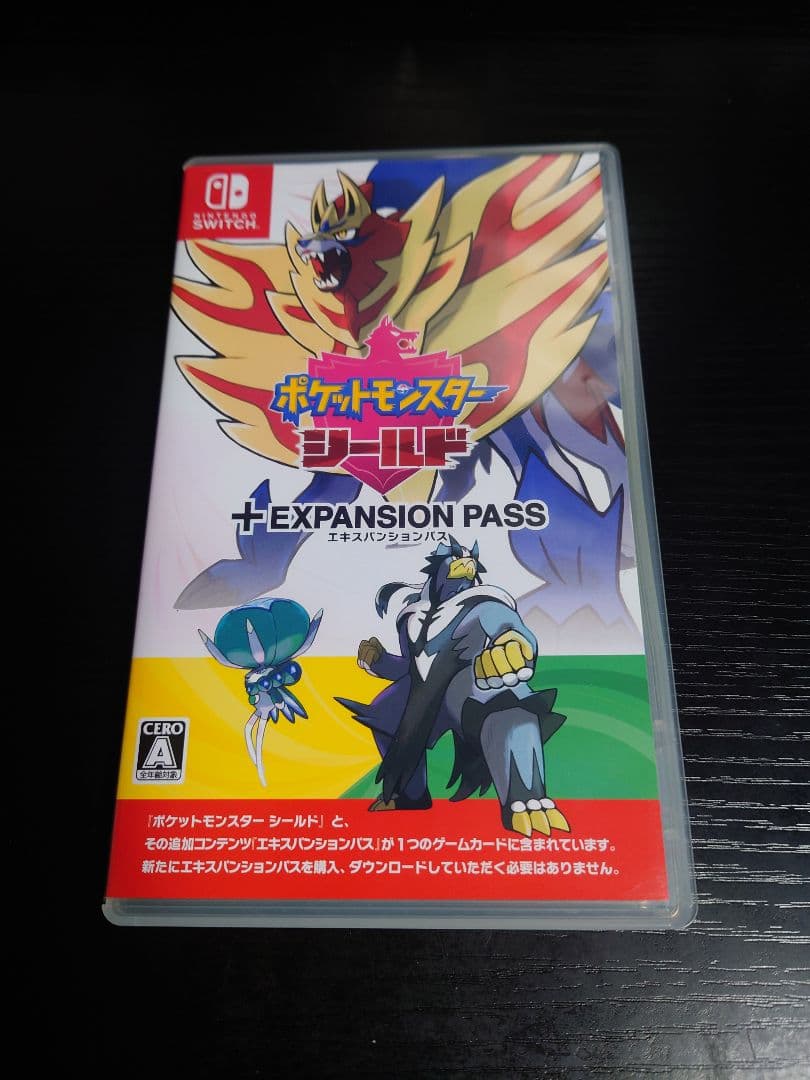 NINTENDO
SWITCH™
ポケットモンスター
シールド
+EXPANSION PASS
エキスパンションパス
CERO
A
全年齢対象
『ポケットモンスター シールド』と、
その追加コンテンツ『エキスパンションパス』が1つのゲームカードに含まれています。
新たにエキスパンションパスを購入、ダウンロードしていただく必要はありません。